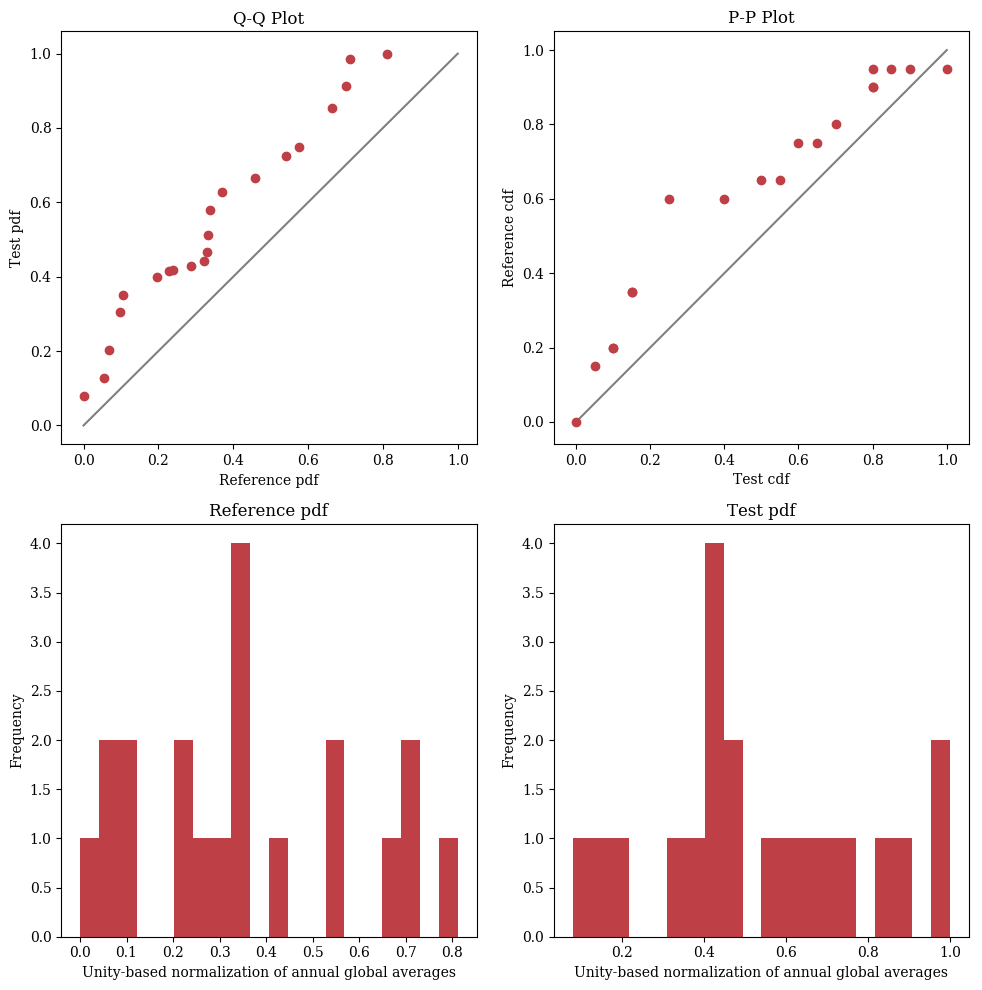 Q-Q Plot
1.0
0.8
0.6
0.4
0.2
0.0
Test pdf
0.0 0.2 0.4 0.6 0.8 1.0
Reference pdf
P-P Plot
1.0
0.8
0.6
0.4
0.2
0.0
Reference cdf
0.0 0.2 0.4 0.6 0.8 1.0
Test cdf
Reference pdf
4.0
3.5
3.0
2.5
2.0
1.5
1.0
0.5
0.0
Frequency
0.0 0.1 0.2 0.3 0.4 0.5 0.6 0.7 0.8
Unity-based normalization of annual global averages
Test pdf
4.0
3.5
3.0
2.5
2.0
1.5
1.0
0.5
0.0
Frequency
0.2 0.4 0.6 0.8 1.0
Unity-based normalization of annual global averages